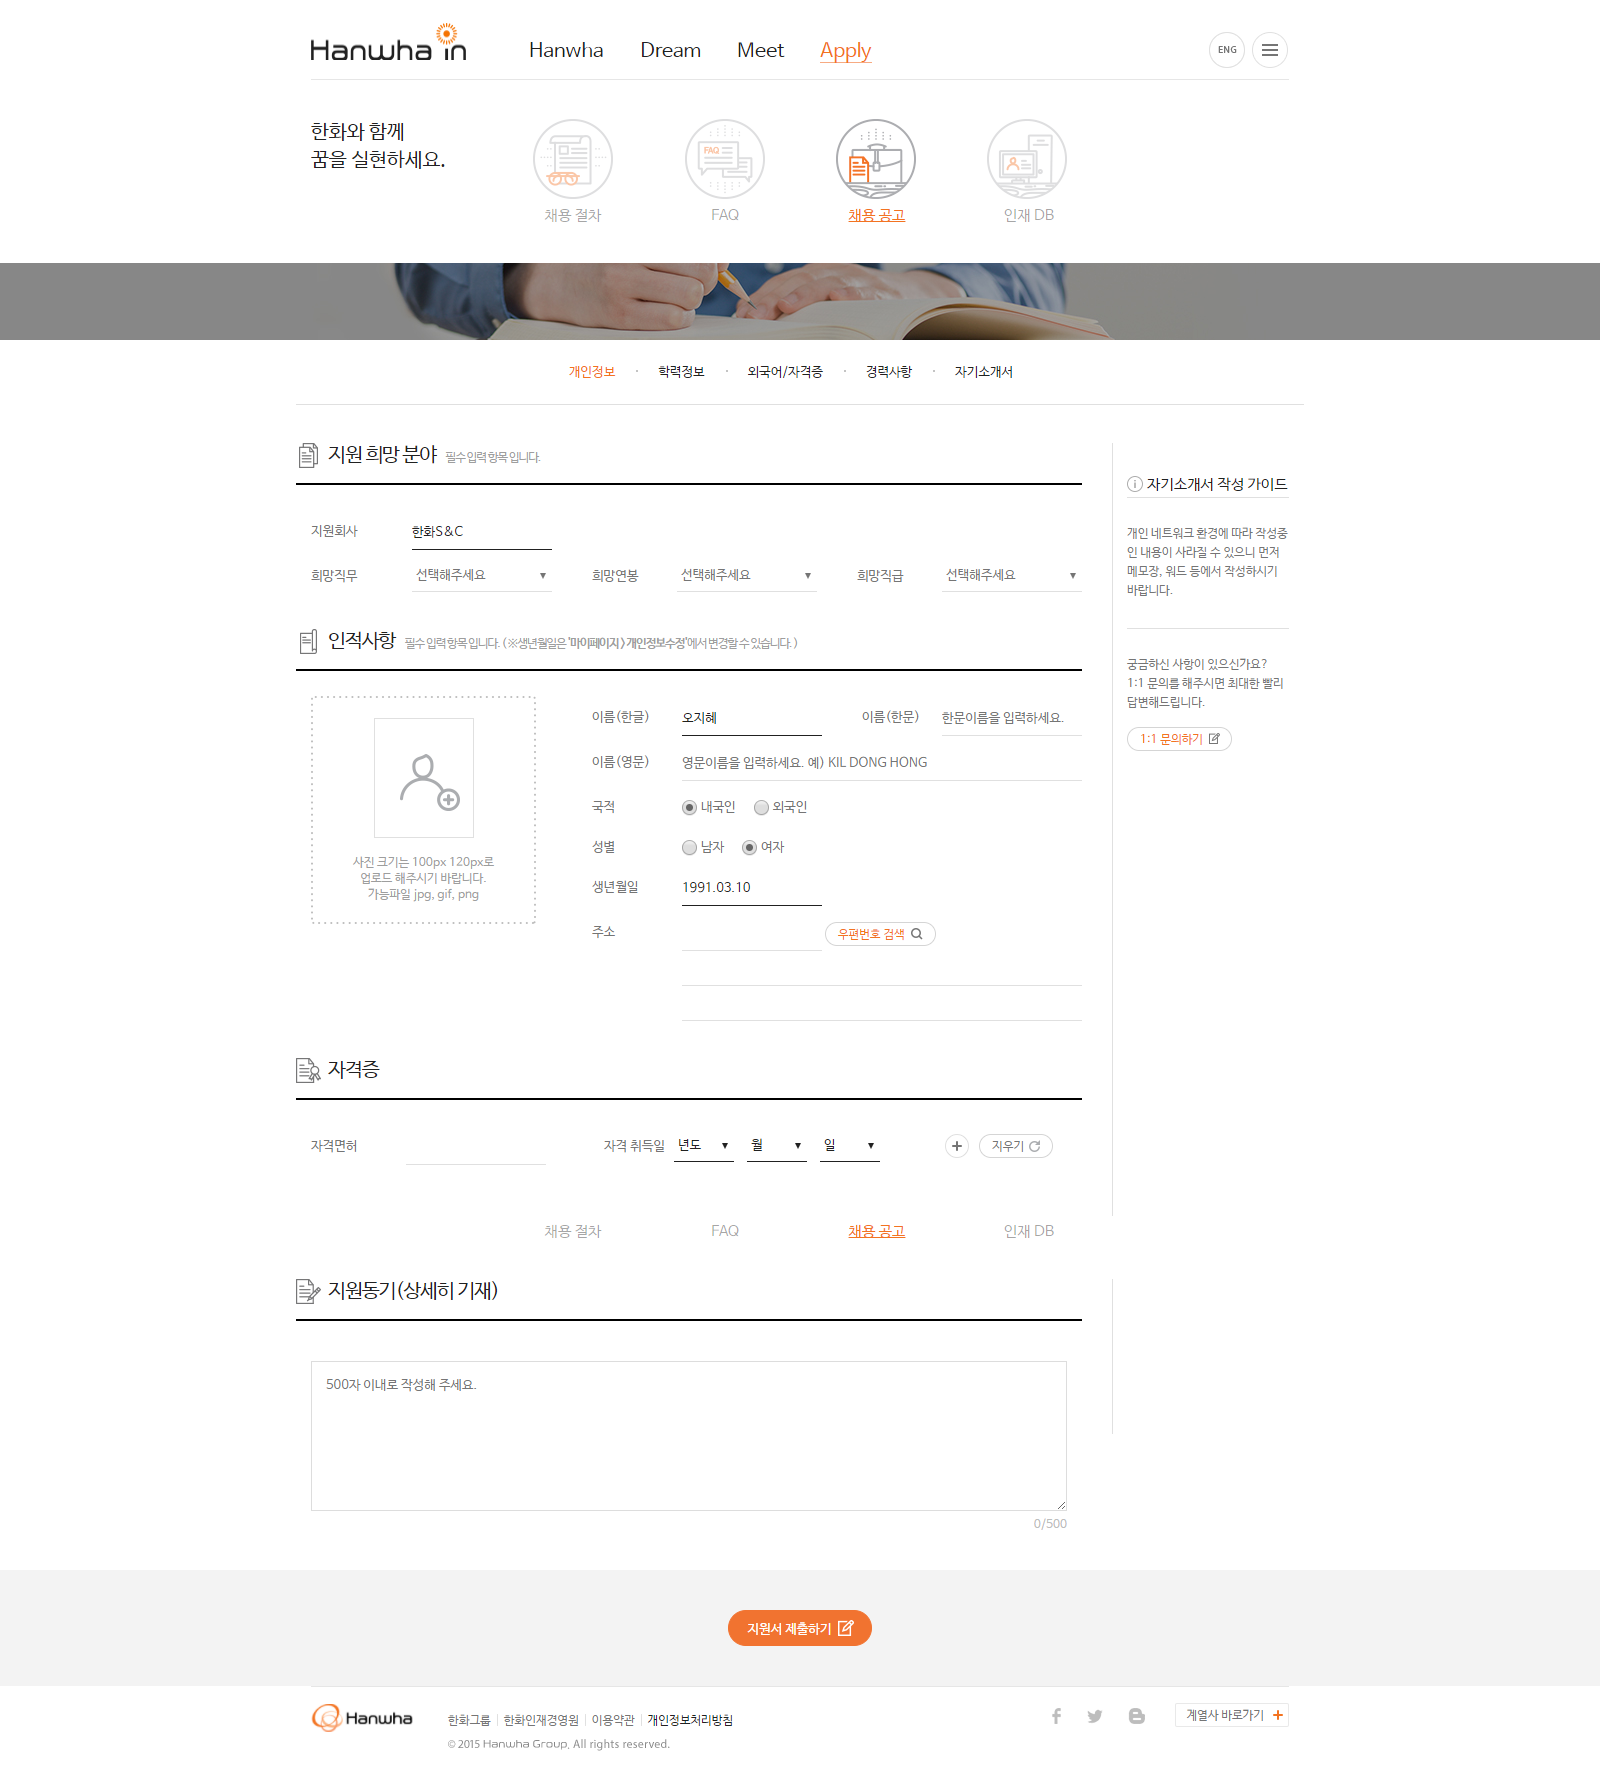 Hanwha in
Hanwha Dream Meet Apply
ENG
한화와 함께
꿈을 실현하세요.
FAQ
채용 절차 FAQ 채용 공고 인재 DB
개인정보 · 학력정보 · 외국어/자격증 · 경력사항 · 자기소개서
지원 희망 분야 필수입력 항목 입니다.
지원회사 한화S&C
희망직무 선택해주세요 ▼ 희망연봉 선택해주세요 ▼ 희망직급 선택해주세요 ▼
자기소개서 작성 가이드
개인 네트워크 환경에 따라 작성중
인 내용이 사라질 수 있으니 먼저
메모장, 워드 등에서 작성하시기
바랍니다.
궁금하신 사항이 있으신가요?
1:1 문의를 해주시면 최대한 빨리
답변해드립니다.
1:1 문의하기
인적사항 필수 입력 항목 입니다. (※생년월일은 '마이페이지 > 개인정보수정'에서 변경할 수 있습니다.)
사진 크기는 100px 120px로
업로드 해주시기 바랍니다.
가능파일 jpg, gif, png
이름(한글) 오지혜 이름(한문) 한문이름을 입력하세요.
이름(영문) 영문이름을 입력하세요. 예) KIL DONG HONG
국적 내국인 외국인
성별 남자 여자
생년월일 1991.03.10
주소 우편번호 검색
자격증
자격면허 자격 취득일 년도 ▼ 월 ▼ 일 ▼ 지우기
채용 절차 FAQ 채용 공고 인재 DB
지원동기(상세히 기재)
500자 이내로 작성해 주세요.
0/500
지원서 제출하기
Hanwha
한화그룹 | 한화인재경영원 | 이용약관 | 개인정보처리방침
계열사 바로가기 +
© 2015 Hanwha Group. All rights reserved.